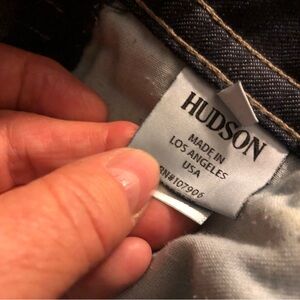 HUDSON
MADE IN
LOS ANGELES
USA
RN#107906